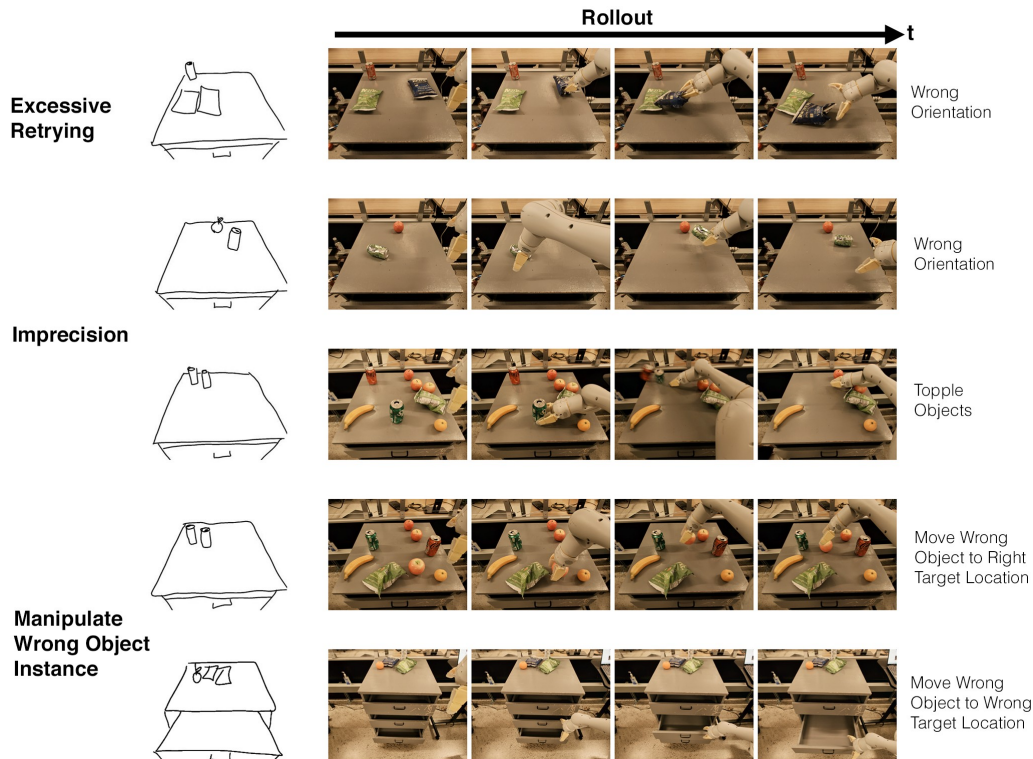 Rollout
t
Excessive
Retrying
Wrong
Orientation
Wrong
Orientation
Imprecision
Topple
Objects
Move Wrong
Object to Right
Target Location
Manipulate
Wrong Object
Instance
Move Wrong
Object to Wrong
Target Location